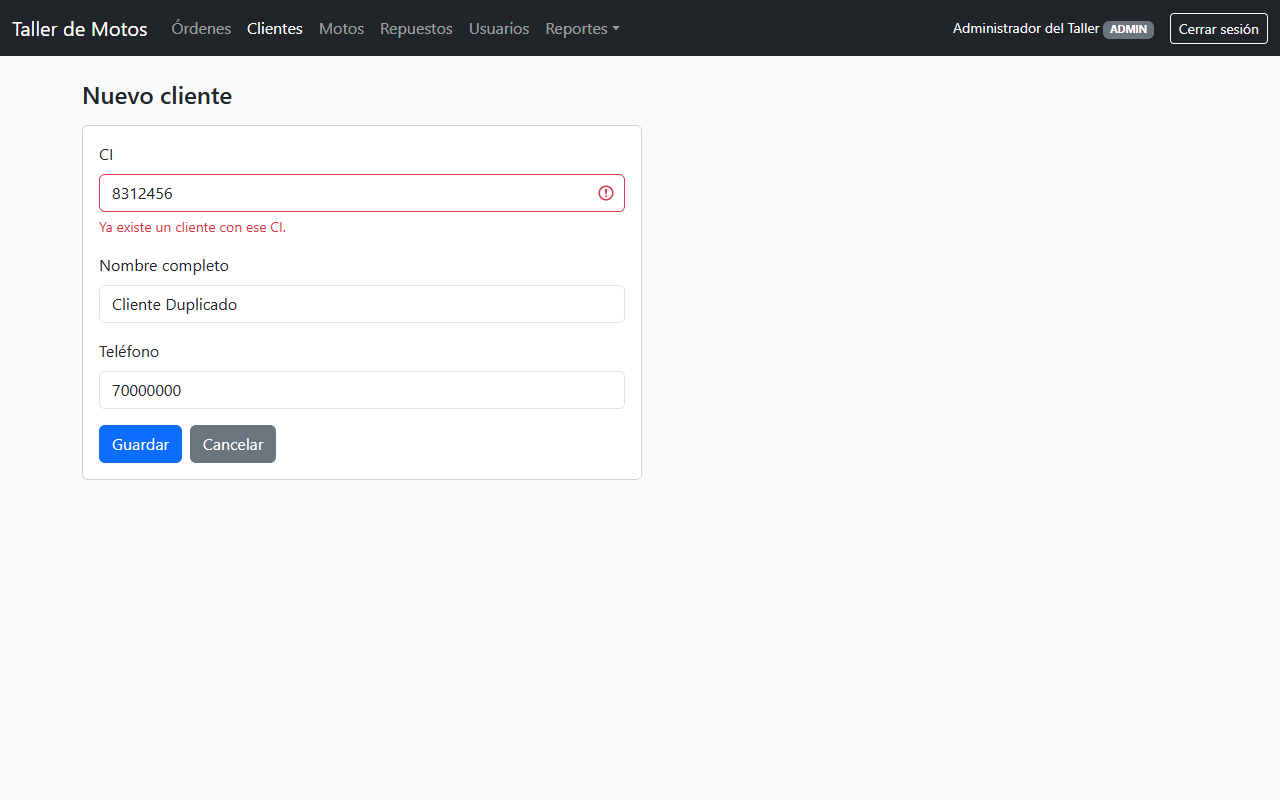 Taller de Motos Órdenes Clientes Motos Repuestos Usuarios Reportes Administrador del Taller ADMIN Cerrar sesión
Nuevo cliente
CI
8312456
Ya existe un cliente con ese CI.
Nombre completo
Cliente Duplicado
Teléfono
70000000
Guardar Cancelar